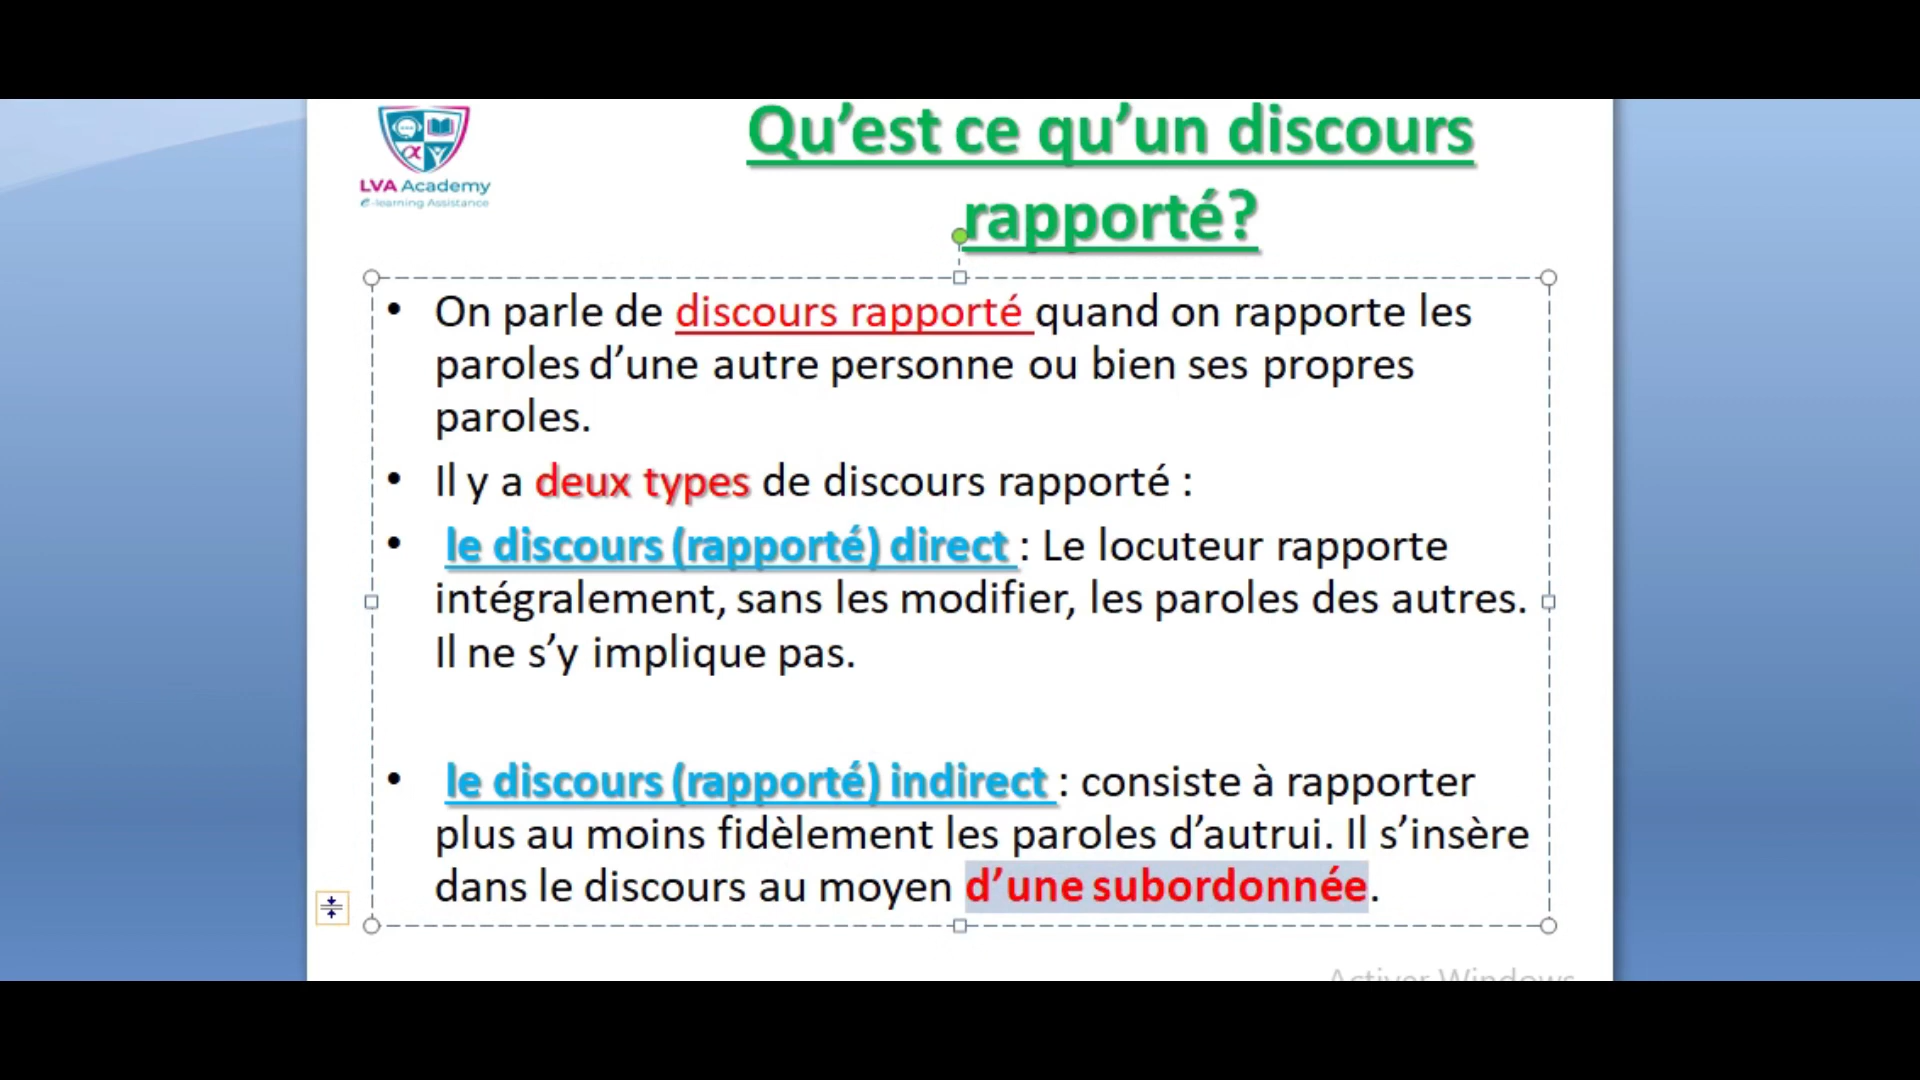 LVA Academy
e-learning Assistance
Qu’est ce qu’un discours
rapporté?
• On parle de discours rapporté quand on rapporte les
paroles d’une autre personne ou bien ses propres
paroles.
• Il y a deux types de discours rapporté :
• le discours (rapporté) direct : Le locuteur rapporte
intégralement, sans les modifier, les paroles des autres.
Il ne s’y implique pas.
• le discours (rapporté) indirect : consiste à rapporter
plus au moins fidèlement les paroles d’autrui. Il s’insère
dans le discours au moyen d’une subordonnée.
Activer Windows